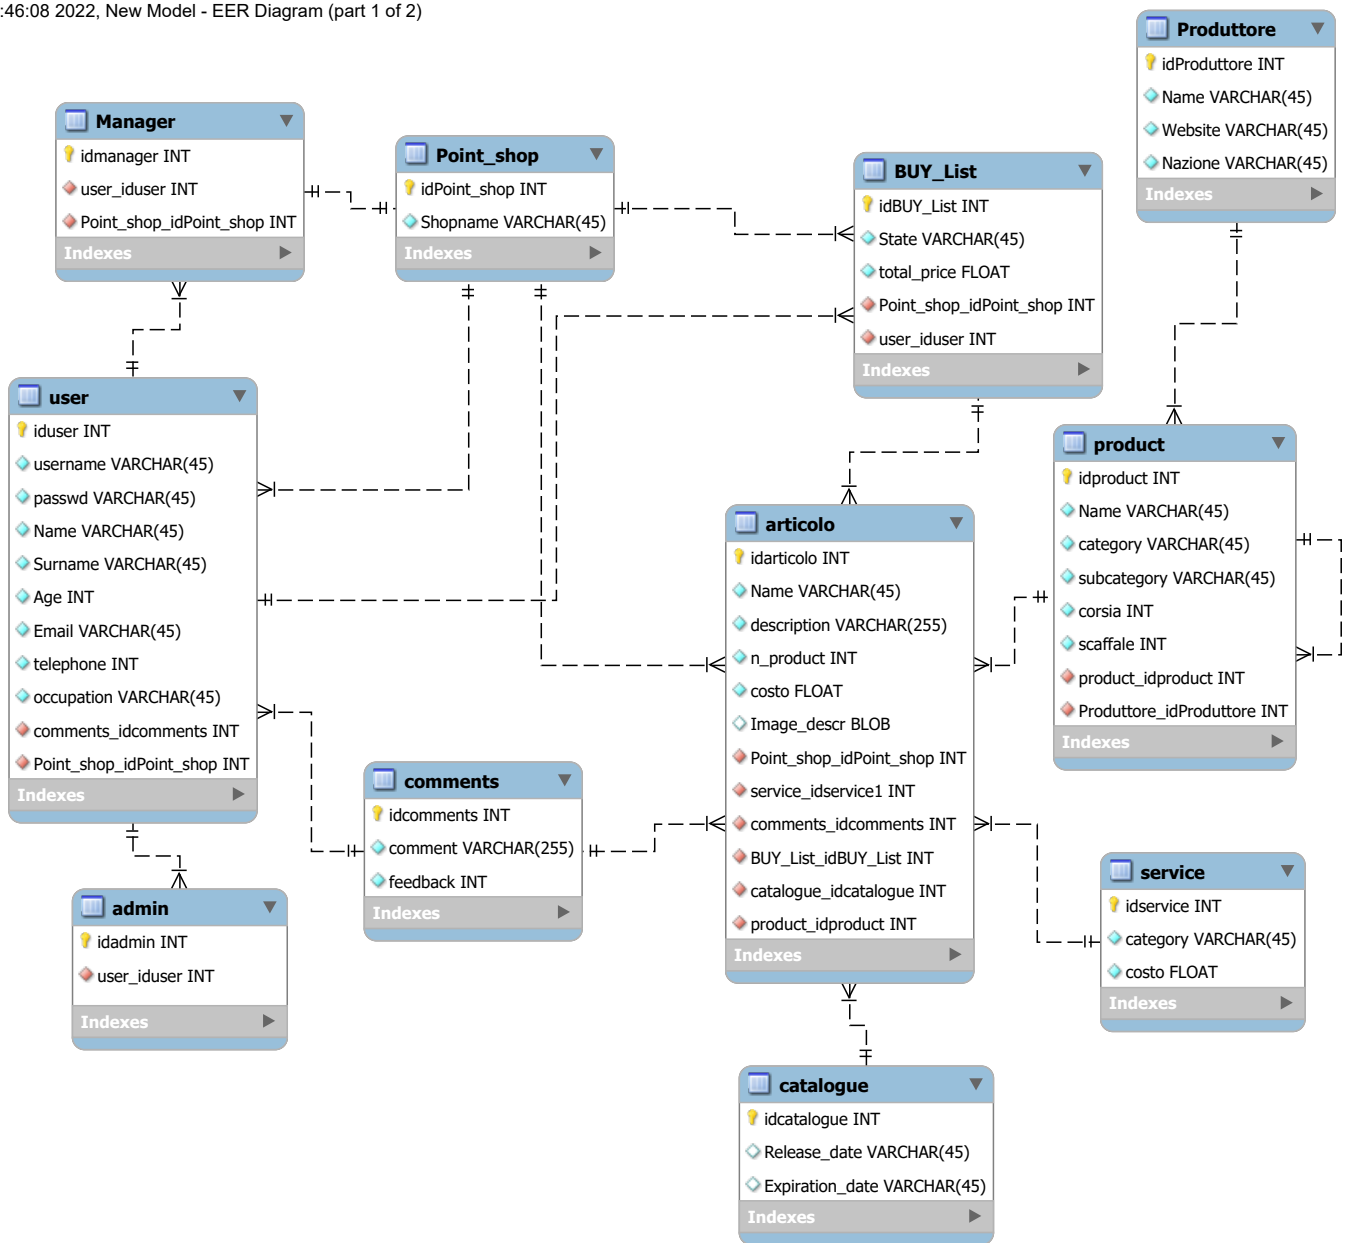 :46:08 2022, New Model - EER Diagram (part 1 of 2)
Produttore
idProduttore INT
Name VARCHAR(45)
Website VARCHAR(45)
Nazione VARCHAR(45)
Indexes
Manager
idmanager INT
user_iduser INT
Point_shop_idPoint_shop INT
Indexes
Point_shop
idPoint_shop INT
Shopname VARCHAR(45)
Indexes
BUY_List
idBUY_List INT
State VARCHAR(45)
total_price FLOAT
Point_shop_idPoint_shop INT
user_iduser INT
Indexes
user
iduser INT
username VARCHAR(45)
passwd VARCHAR(45)
Name VARCHAR(45)
Surname VARCHAR(45)
Age INT
Email VARCHAR(45)
telephone INT
occupation VARCHAR(45)
comments_idcomments INT
Point_shop_idPoint_shop INT
Indexes
product
idproduct INT
Name VARCHAR(45)
category VARCHAR(45)
subcategory VARCHAR(45)
corsia INT
scaffale INT
product_idproduct INT
Produttore_idProduttore INT
Indexes
articolo
idarticolo INT
Name VARCHAR(45)
description VARCHAR(255)
n_product INT
costo FLOAT
Image_descr BLOB
Point_shop_idPoint_shop INT
service_idservice1 INT
comments_idcomments INT
BUY_List_idBUY_List INT
catalogue_idcatalogue INT
product_idproduct INT
Indexes
comments
idcomments INT
comment VARCHAR(255)
feedback INT
Indexes
service
idservice INT
category VARCHAR(45)
costo FLOAT
Indexes
admin
idadmin INT
user_iduser INT
Indexes
catalogue
idcatalogue INT
Release_date VARCHAR(45)
Expiration_date VARCHAR(45)
Indexes